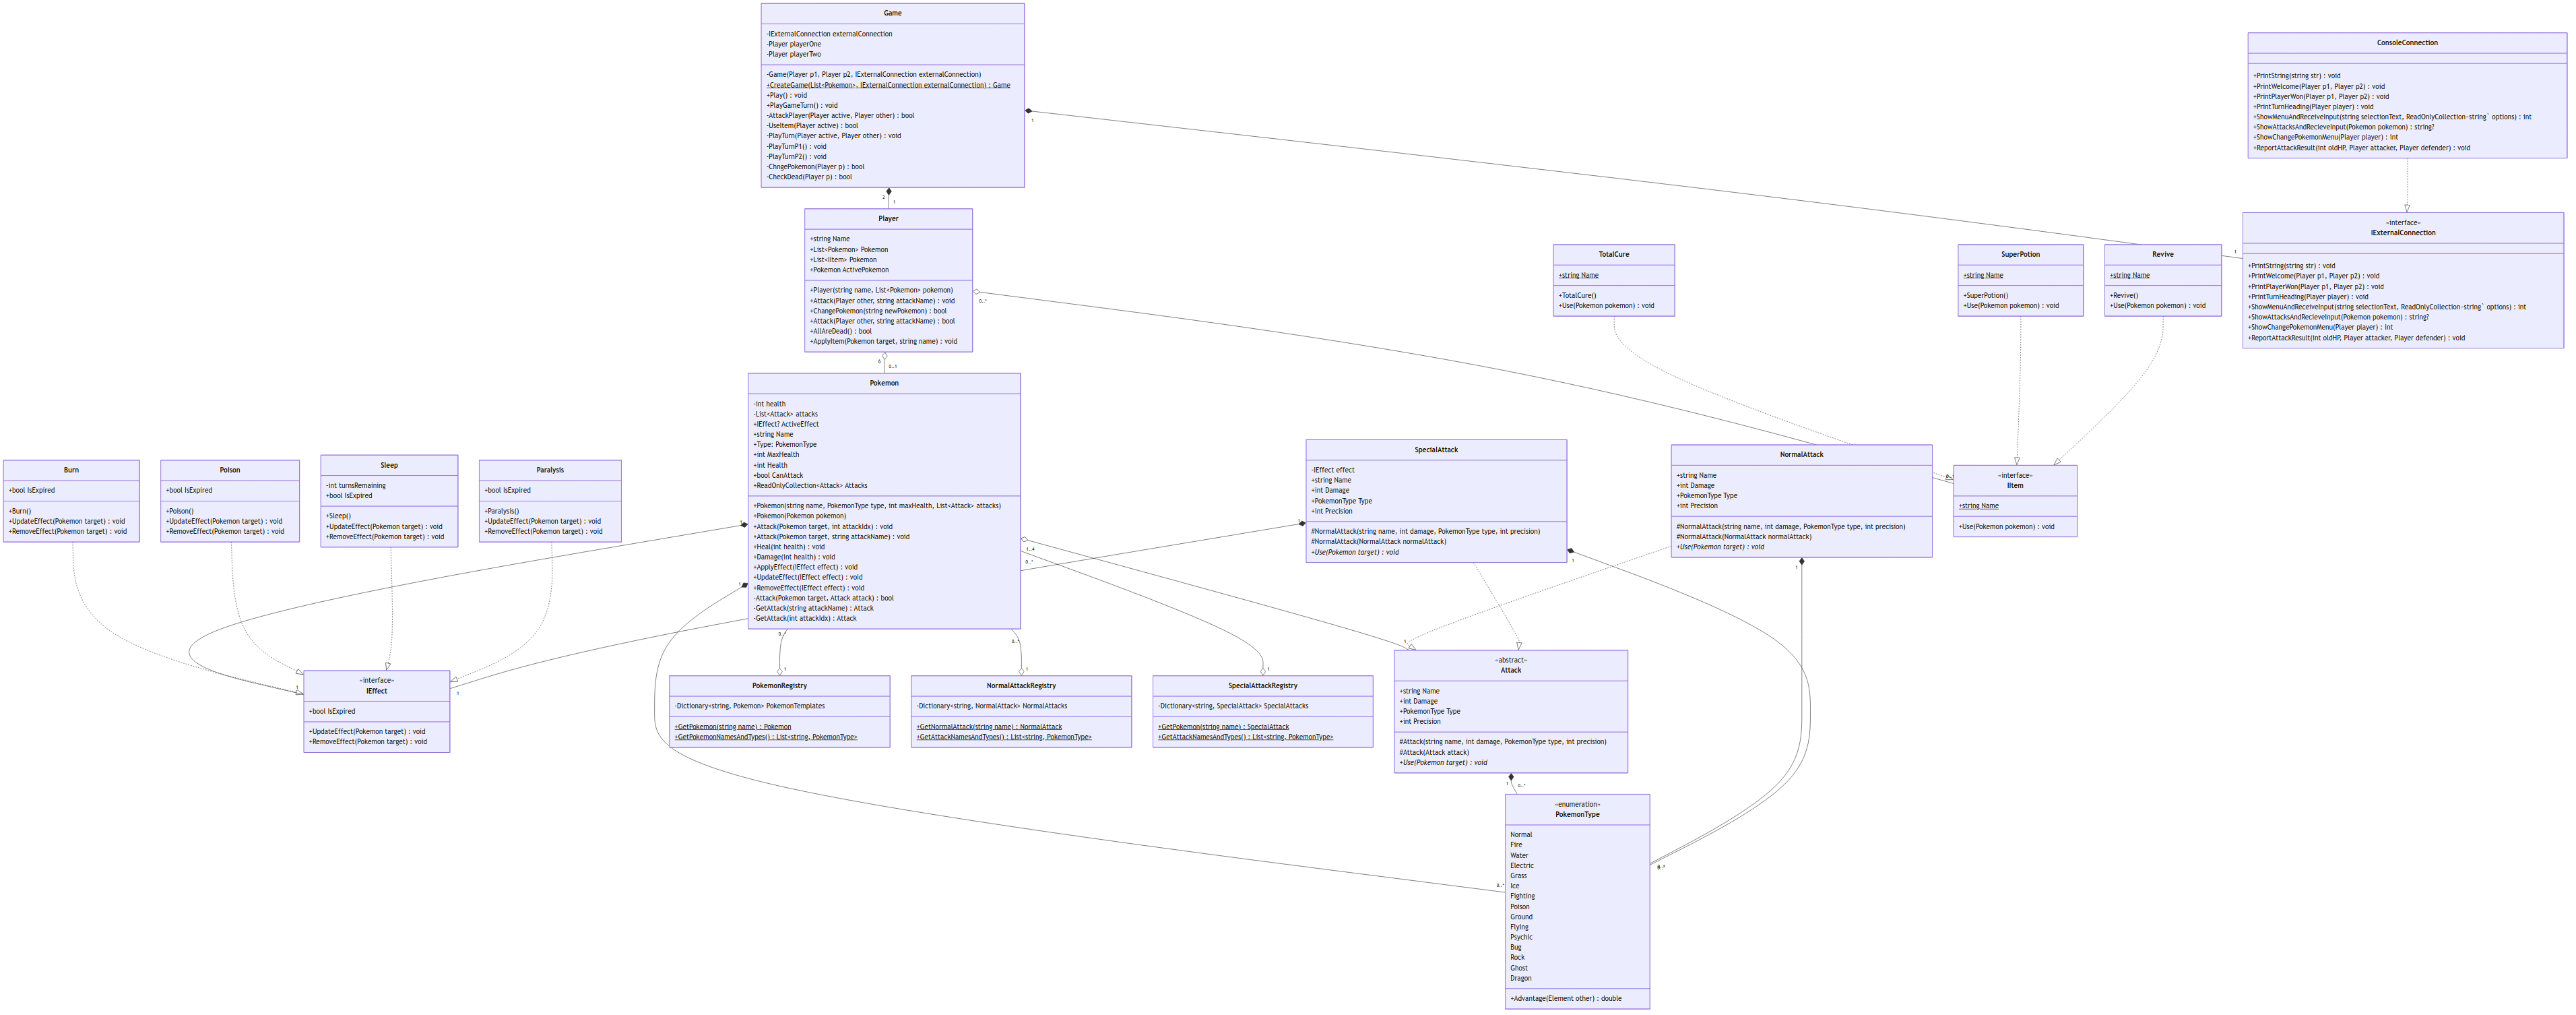 Game
-IExternalConnection externalConnection
-Player playerOne
-Player playerTwo
-Game(Player p1, Player p2, IExternalConnection externalConnection)
+CreateGame(List<Pokemon>, IExternalConnection externalConnection) : Game
+Play() : void
+PlayGameTurn() : void
-AttackPlayer(Player active, Player other) : bool
-UseItem(Player active) : bool
-PlayTurn(Player active, Player other) : void
-PlayTurnP1() : void
-PlayTurnP2() : void
-ChngePokemon(Player p) : bool
-CheckDead(Player p) : bool
1
2
1
ConsoleConnection
+PrintString(string str) : void
+PrintWelcome(Player p1, Player p2) : void
+PrintPlayerWon(Player p1, Player p2) : void
+PrintTurnHeading(Player player) : void
+ShowMenuAndReceiveInput(string selectionText, ReadOnlyCollection~string` options) : int
+ShowAttacksAndRecieveInput(Pokemon pokemon) : string?
+ShowChangePokemonMenu(Player player) : int
+ReportAttackResult(int oldHP, Player attacker, Player defender) : void
Player
+string Name
+List<Pokemon> Pokemon
+List<IItem> Pokemon
+Pokemon ActivePokemon
+Player(string name, List<Pokemon> pokemon)
+Attack(Player other, string attackName) : void
+ChangePokemon(string newPokemon) : bool
+Attack(Player other, string attackName) : bool
+AllAreDead() : bool
+ApplyItem(Pokemon target, string name) : void
0..*
6
0..1
TotalCure
+string Name
+TotalCure()
+Use(Pokemon pokemon) : void
SuperPotion
+string Name
+SuperPotion()
+Use(Pokemon pokemon) : void
Revive
+string Name
+Revive()
+Use(Pokemon pokemon) : void
1
«interface»
IExternalConnection
+PrintString(string str) : void
+PrintWelcome(Player p1, Player p2) : void
+PrintPlayerWon(Player p1, Player p2) : void
+PrintTurnHeading(Player player) : void
+ShowMenuAndReceiveInput(string selectionText, ReadOnlyCollection~string` options) : int
+ShowAttacksAndRecieveInput(Pokemon pokemon) : string?
+ShowChangePokemonMenu(Player player) : int
+ReportAttackResult(int oldHP, Player attacker, Player defender) : void
Burn
+bool IsExpired
+Burn()
+UpdateEffect(Pokemon target) : void
+RemoveEffect(Pokemon target) : void
Poison
+bool IsExpired
+Poison()
+UpdateEffect(Pokemon target) : void
+RemoveEffect(Pokemon target) : void
Sleep
-int turnsRemaining
+bool IsExpired
+Sleep()
+UpdateEffect(Pokemon target) : void
+RemoveEffect(Pokemon target) : void
Paralysis
+bool IsExpired
+Paralysis()
+UpdateEffect(Pokemon target) : void
+RemoveEffect(Pokemon target) : void
Pokemon
-int health
-List<Attack> attacks
+IEffect? ActiveEffect
+string Name
+Type: PokemonType
+int MaxHealth
+int Health
+bool CanAttack
+ReadOnlyCollection<Attack> Attacks
+Pokemon(string name, PokemonType type, int maxHealth, List<Attack> attacks)
+Pokemon(Pokemon pokemon)
+Attack(Pokemon target, int attackIdx) : void
+Attack(Pokemon target, string attackName) : void
+Heal(int health) : void
+Damage(int health) : void
+ApplyEffect(IEffect effect) : void
+UpdateEffect(IEffect effect) : void
+RemoveEffect(IEffect effect) : void
-Attack(Pokemon target, Attack attack) : bool
-GetAttack(string attackName) : Attack
-GetAttack(int attackIdx) : Attack
1
1
1..4
0..*
0..*
0..*
SpecialAttack
-IEffect effect
+string Name
+int Damage
+PokemonType Type
+int Precision
#NormalAttack(string name, int damage, PokemonType type, int precision)
#NormalAttack(NormalAttack normalAttack)
+Use(Pokemon target) : void
1
NormalAttack
+string Name
+int Damage
+PokemonType Type
+int Precision
#NormalAttack(string name, int damage, PokemonType type, int precision)
#NormalAttack(NormalAttack normalAttack)
+Use(Pokemon target) : void
1
«interface»
IItem
+string Name
+Use(Pokemon pokemon) : void
1
1
«interface»
IEffect
+bool IsExpired
+UpdateEffect(Pokemon target) : void
+RemoveEffect(Pokemon target) : void
1
PokemonRegistry
-Dictionary<string, Pokemon> PokemonTemplates
+GetPokemon(string name) : Pokemon
+GetPokemonNamesAndTypes() : List<string, PokemonType>
1
NormalAttackRegistry
-Dictionary<string, NormalAttack> NormalAttacks
+GetNormalAttack(string name) : NormalAttack
+GetAttackNamesAndTypes() : List<string, PokemonType>
1
SpecialAttackRegistry
-Dictionary<string, SpecialAttack> SpecialAttacks
+GetPokemon(string name) : SpecialAttack
+GetAttackNamesAndTypes() : List<string, PokemonType>
1
«abstract»
Attack
+string Name
+int Damage
+PokemonType Type
+int Precision
#Attack(string name, int damage, PokemonType type, int precision)
#Attack(Attack attack)
+Use(Pokemon target) : void
1
0..*
«enumeration»
PokemonType
Normal
Fire
Water
Electric
Grass
Ice
Fighting
Poison
Ground
Flying
Psychic
Bug
Rock
Ghost
Dragon
+Advantage(Element other) : double
0..*